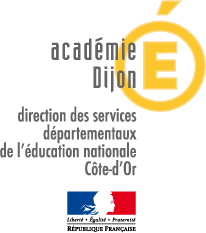 académie
Dijon
É
direction des services
départementaux
de l'éducation nationale
Côte-d'Or
Liberté • Égalité • Fraternité
RÉPUBLIQUE FRANÇAISE